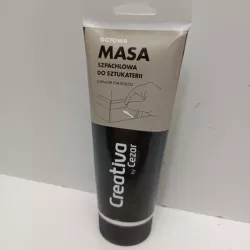 GOTOWA
MASA
SZPACHLOWA
DO SZTUKATERII
Creativa
by Cezar